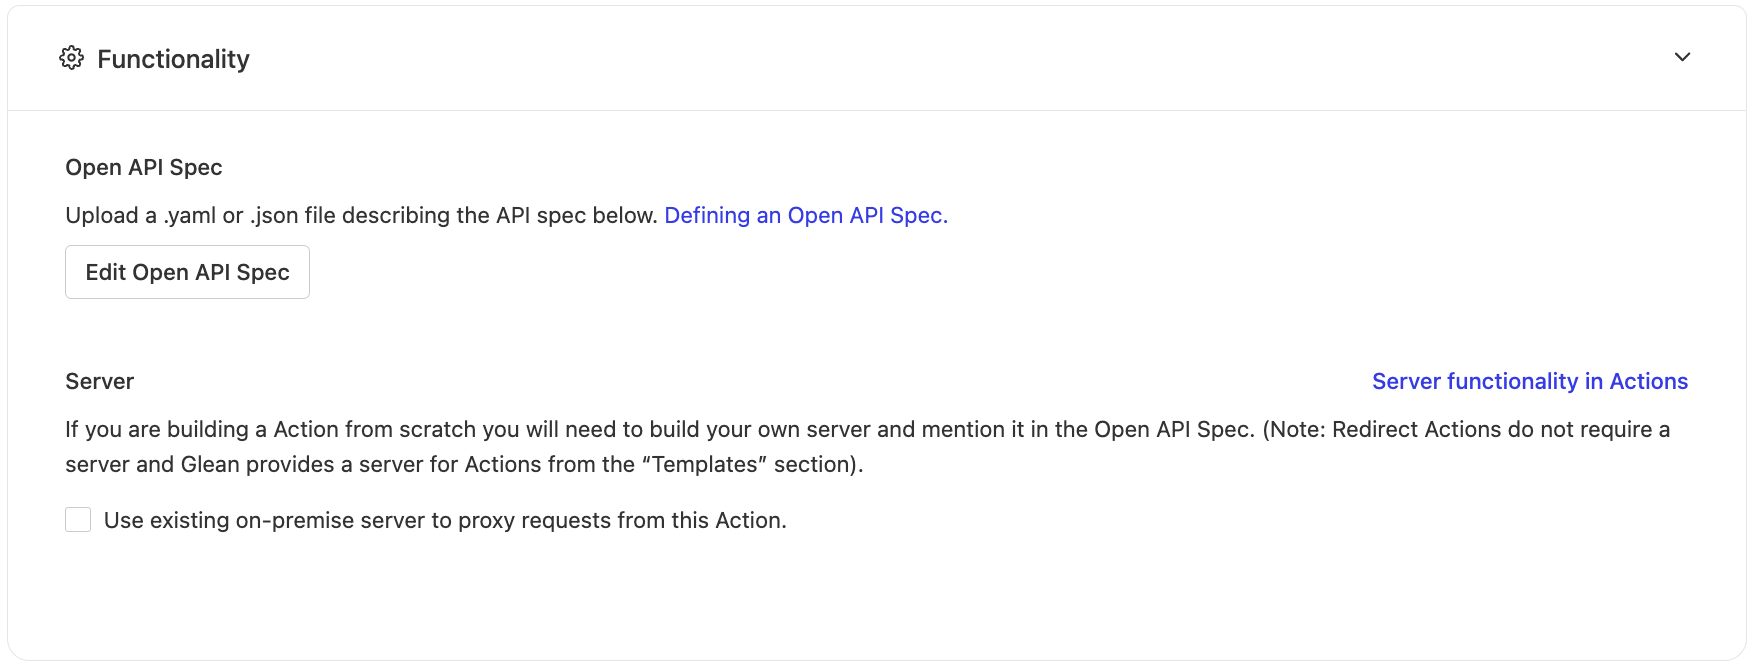 Functionality
Open API Spec
Upload a .yaml or .json file describing the API spec below. Defining an Open API Spec.
Edit Open API Spec
Server
Server functionality in Actions
If you are building a Action from scratch you will need to build your own server and mention it in the Open API Spec. (Note: Redirect Actions do not require a
server and Glean provides a server for Actions from the “Templates” section).
Use existing on-premise server to proxy requests from this Action.